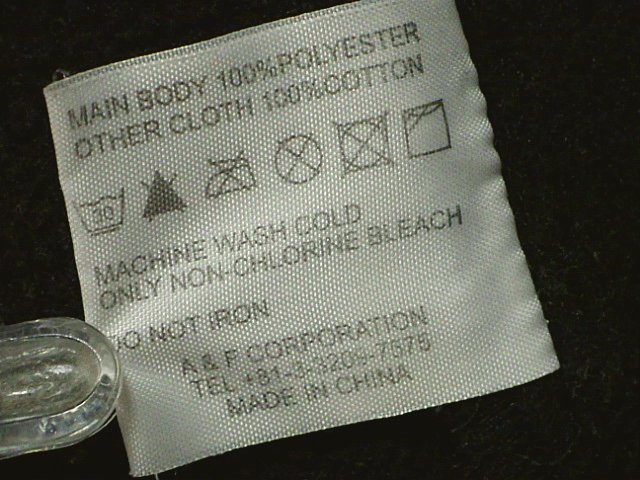 MAIN BODY 100%POLYESTER
OTHER CLOTH 100%COTTON
30
MACHINE WASH COLD
ONLY NON-CHLORINE BLEACH
DO NOT IRON
A & F CORPORATION
TEL
MADE IN CHINA